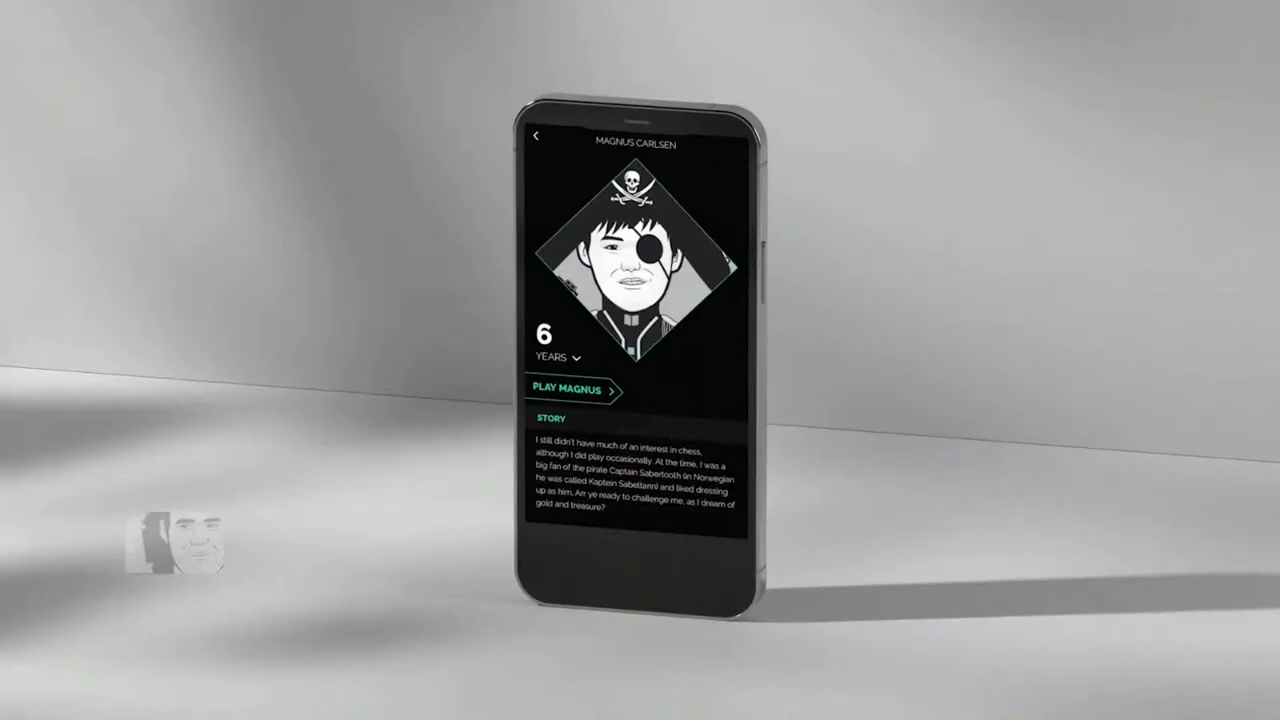 MAGNUS CARLSEN
6
YEARS
PLAY MAGNUS
STORY
I still didn't have much of an interest in chess,
although I did play occasionally. At the time, I was a
big fan of the pirate Captain Sabertooth (in Norwegian
he was called Kaptein Sabeltann) and liked dressing
up as him. Arr ye ready to challenge me, as I dream of
gold and treasure?